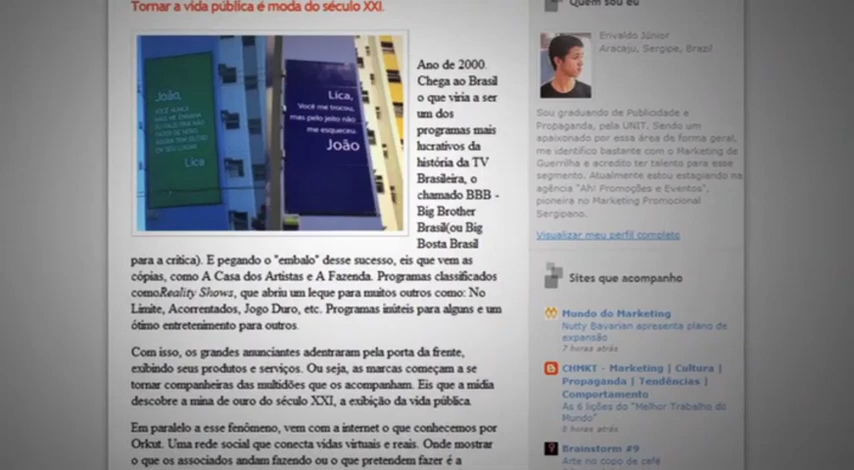 Tornar a vida pública é moda do século XXI.
João,
Lica
Lica,
Você me trocou,
mas pelo jeito não
me esqueceu.
João
Ano de 2000.
Chega ao Brasil
o que viria a ser
um dos
programas mais
lucrativos da
história da TV
Brasileira, o
chamado BBB -
Big Brother
Brasil(ou Big
Bosta Brasil
para a critica). E pegando o "embalo" desse sucesso, eis que vem as
cópias, como A Casa dos Artistas e A Fazenda. Programas classificados
comoReality Shows, que abriu um leque para muitos outros como: No
Limite, Acorrentados, Jogo Duro, etc. Programas inúteis para alguns e um
ótimo entretenimento para outros.
Com isso, os grandes anunciantes adentraram pela porta da frente,
exibindo seus produtos e serviços. Ou seja, as marcas começam a se
tornar companheiras das multidões que os acompanham. Eis que a mídia
descobre a mina de ouro do século XXI, a exibição da vida pública.
Em paralelo a esse fenômeno, vem com a internet o que conhecemos por
Orkut. Uma rede social que conecta vidas virtuais e reais. Onde mostrar
o que os associados andam fazendo ou o que pretendem fazer é a
Quem sou eu
Erivaldo Júnior
Aracaju, Sergipe, Brazil
Sou graduando de Publicidade e
Propaganda, pela UNIT. Sendo um
apaixonado por essa área de forma geral,
me identifico bastante com o Marketing de
Guerrilha e acredito ter talento para esse
segmento. Atualmente estou estagiando na
agência "Ah! Promoções e Eventos",
pioneira no Marketing Promocional
Sergipano.
Visualizar meu perfil completo
Sites que acompanho
Mundo do Marketing
Nutty Bavarian apresenta plano de
expansão
7 horas atrás
CHMKT - Marketing | Cultura |
Propaganda | Tendências |
Comportamento
As 6 lições do "Melhor Trabalho do
Mundo"
8 horas atrás
Brainstorm #9
Arte no copo de café